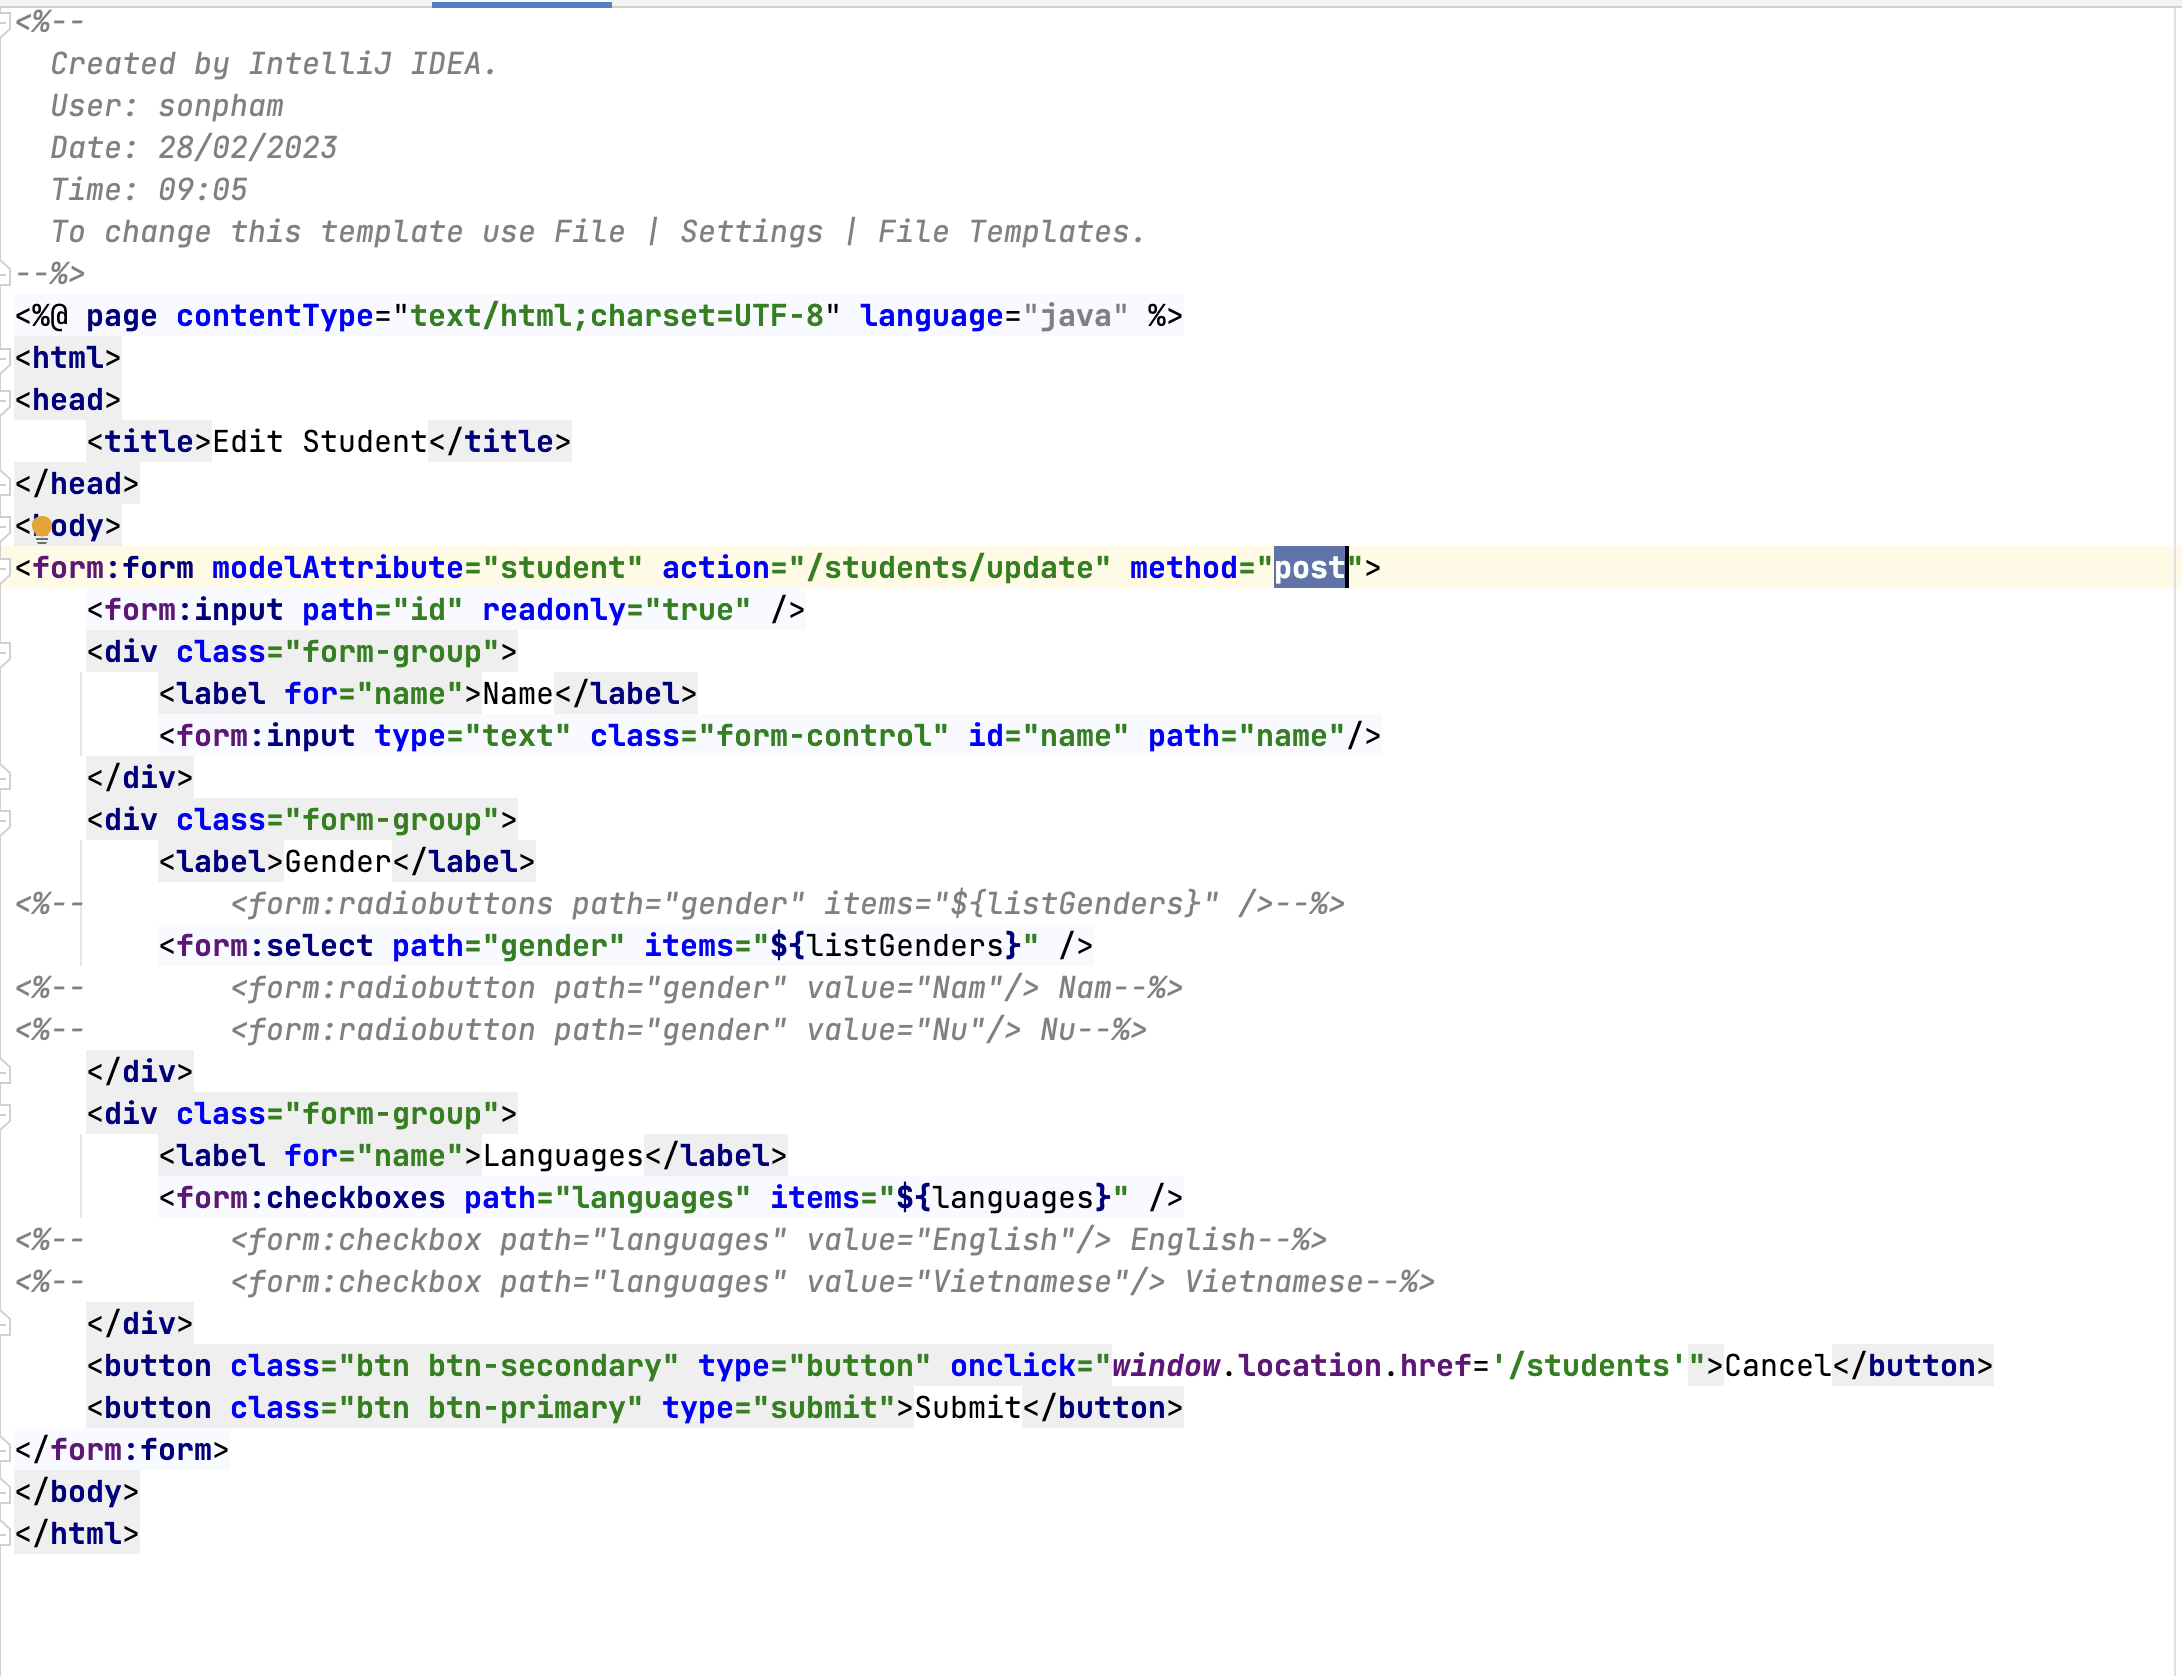 <%--
  Created by IntelliJ IDEA.
  User: sonpham
  Date: 28/02/2023
  Time: 09:05
  To change this template use File | Settings | File Templates.
--%>
<%@ page contentType="text/html;charset=UTF-8" language="java" %>
<html>
<head>
    <title>Edit Student</title>
</head>
<body>
<form:form modelAttribute="student" action="/students/update" method="post">
    <form:input path="id" readonly="true" />
    <div class="form-group">
        <label for="name">Name</label>
        <form:input type="text" class="form-control" id="name" path="name"/>
    </div>
    <div class="form-group">
        <label>Gender</label>
<%--        <form:radiobuttons path="gender" items="${listGenders}" />--%>
        <form:select path="gender" items="${listGenders}" />
<%--        <form:radiobutton path="gender" value="Nam"/> Nam--%>
<%--        <form:radiobutton path="gender" value="Nu"/> Nu--%>
    </div>
    <div class="form-group">
        <label for="name">Languages</label>
        <form:checkboxes path="languages" items="${languages}" />
<%--        <form:checkbox path="languages" value="English"/> English--%>
<%--        <form:checkbox path="languages" value="Vietnamese"/> Vietnamese--%>
    </div>
    <button class="btn btn-secondary" type="button" onclick="window.location.href='/students'">Cancel</button>
    <button class="btn btn-primary" type="submit">Submit</button>
</form:form>
</body>
</html>